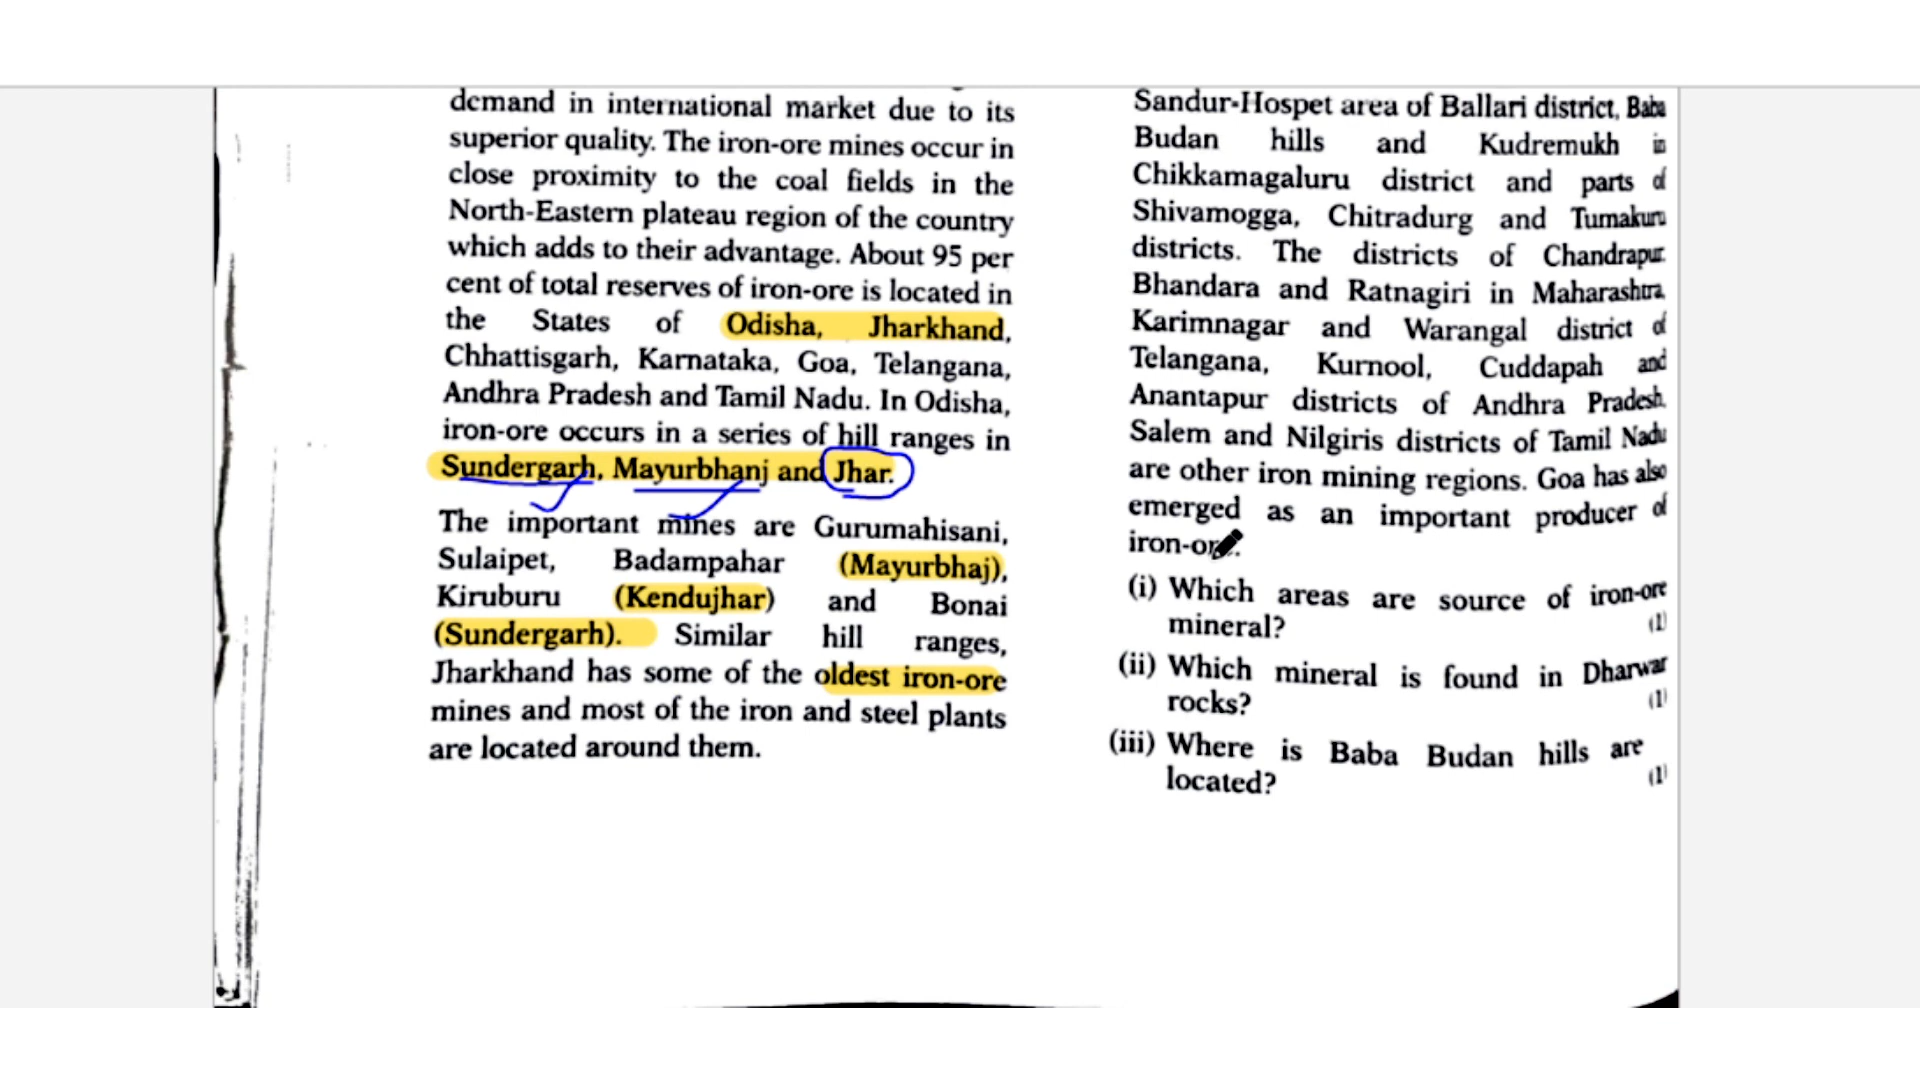 demand in international market due to its
superior quality. The iron-ore mines occur in
close proximity to the coal fields in the
North-Eastern plateau region of the country
which adds to their advantage. About 95 per
cent of total reserves of iron-ore is located in
the States of Odisha, Jharkhand,
Chhattisgarh, Karnataka, Goa, Telangana,
Andhra Pradesh and Tamil Nadu. In Odisha,
iron-ore occurs in a series of hill ranges in
Sundergarh, Mayurbhanj and Jhar.
The important mines are Gurumahisani,
Sulaipet, Badampahar (Mayurbhaj),
Kiruburu (Kendujhar) and Bonai
(Sundergarh). Similar hill ranges,
Jharkhand has some of the oldest iron-ore
mines and most of the iron and steel plants
are located around them.
Sandur-Hospet area of Ballari district, Baba
Budan hills and Kudremukh in
Chikkamagaluru district and parts of
Shivamogga, Chitradurg and Tumakuru
districts. The districts of Chandrapur
Bhandara and Ratnagiri in Maharashtra,
Karimnagar and Warangal district of
Telangana, Kurnool, Cuddapah and
Anantapur districts of Andhra Pradesh,
Salem and Nilgiris districts of Tamil Nadu
are other iron mining regions. Goa has also
emerged as an important producer of
iron-ore.
(i) Which areas are source of iron-ore
mineral? (1)
(ii) Which mineral is found in Dharwar
rocks? (1)
(iii) Where is Baba Budan hills are
located? (1)